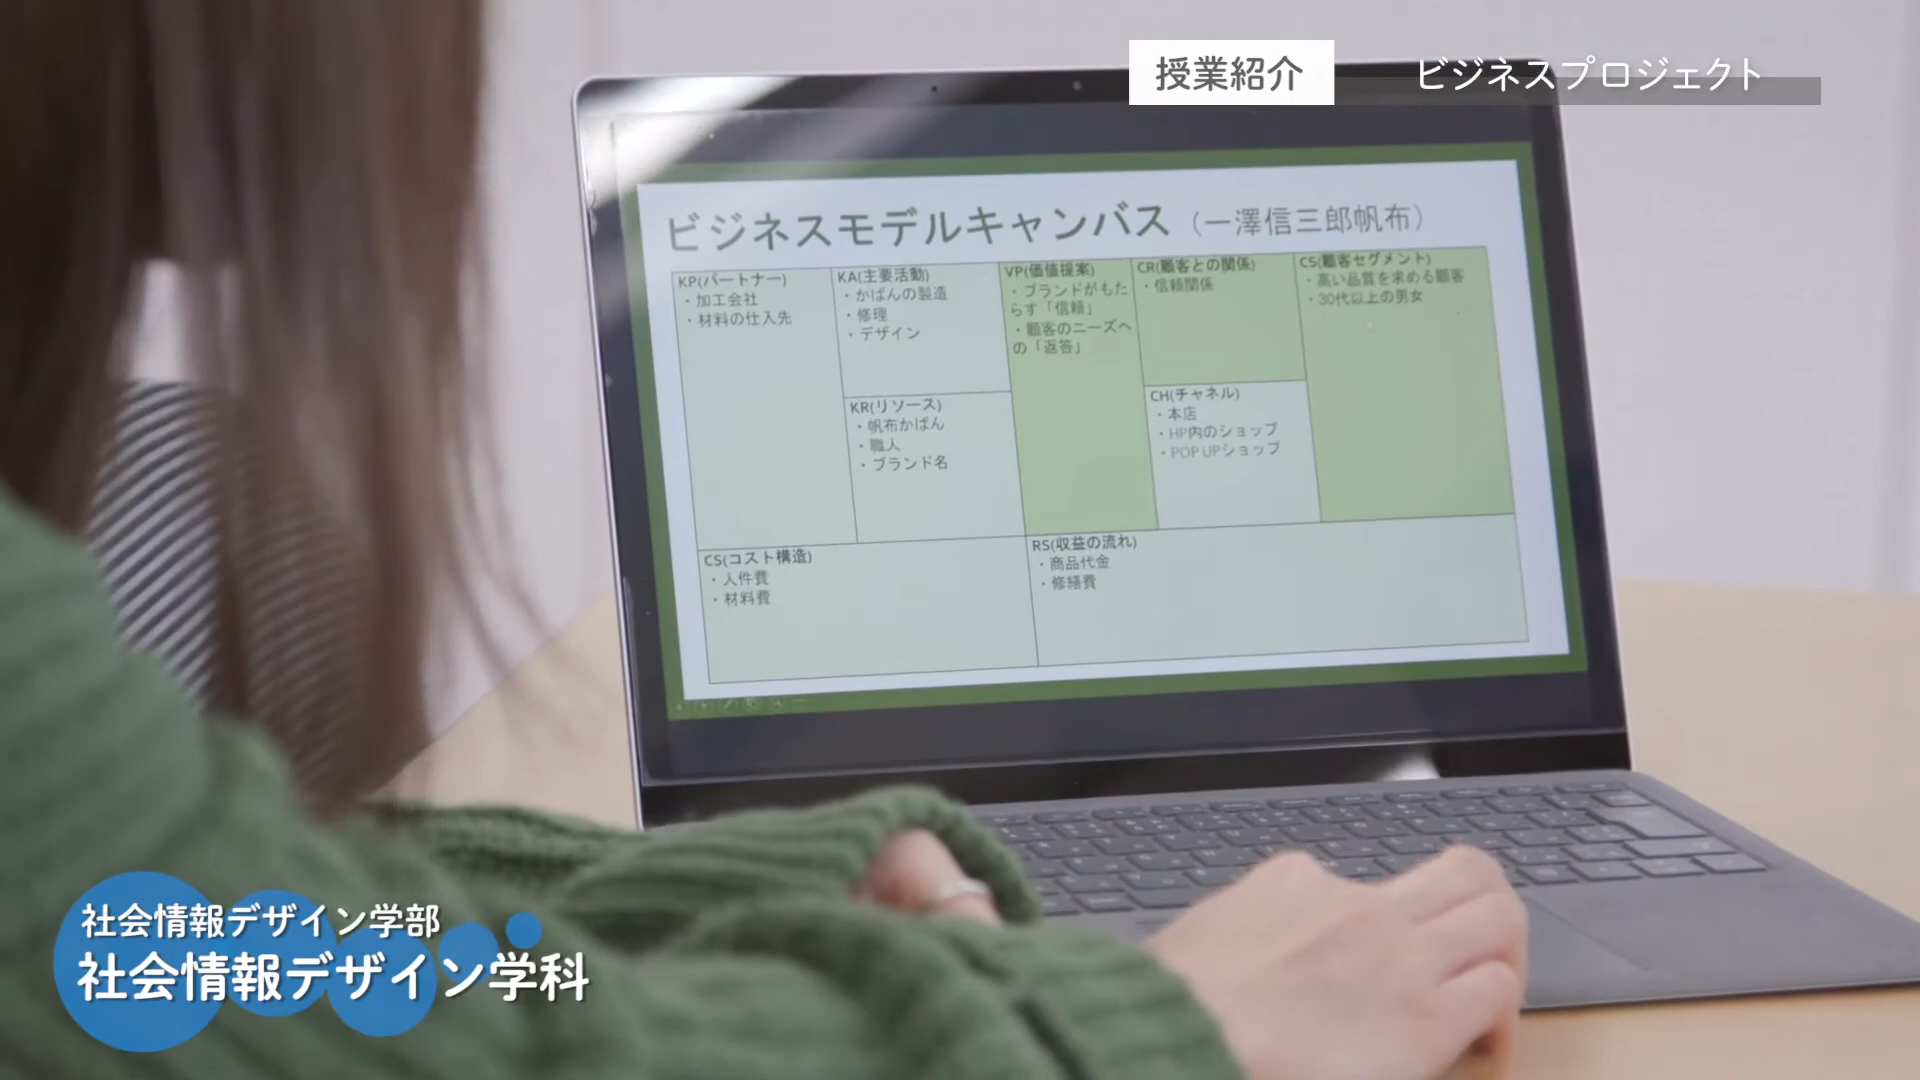 授業紹介
ビジネスプロジェクト
ビジネスモデルキャンバス（一澤信三郎帆布）
KP(パートナー)
・加工会社
・材料の仕入先
KA(主要活動)
・かばんの製造
・修理
・デザイン
KR(リソース)
・帆布かばん
・職人
・ブランド名
VP(価値提案)
・ブランドがもた
らす「信頼」
・顧客のニーズへ
の「返答」
CR(顧客との関係)
・信頼関係
CH(チャネル)
・本店
・HP内のショップ
・POP UPショップ
CS(顧客セグメント)
・高い品質を求める顧客
・30代以上の男女
CS(コスト構造)
・人件費
・材料費
RS(収益の流れ)
・商品代金
・修繕費
社会情報デザイン学部
社会情報デザイン学科